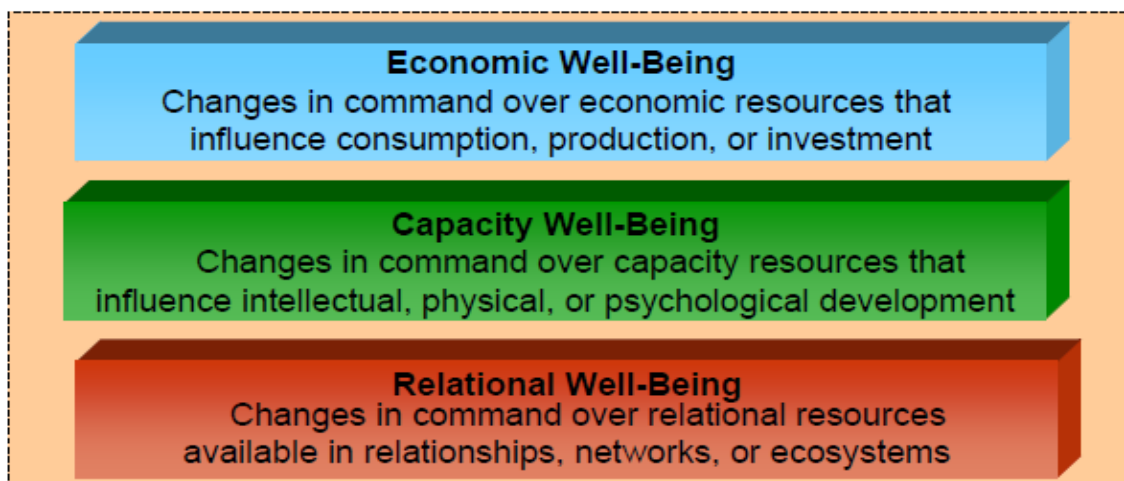 Economic Well-Being
Changes in command over economic resources that
influence consumption, production, or investment
Capacity Well-Being
Changes in command over capacity resources that
influence intellectual, physical, or psychological development
Relational Well-Being
Changes in command over relational resources
available in relationships, networks, or ecosystems